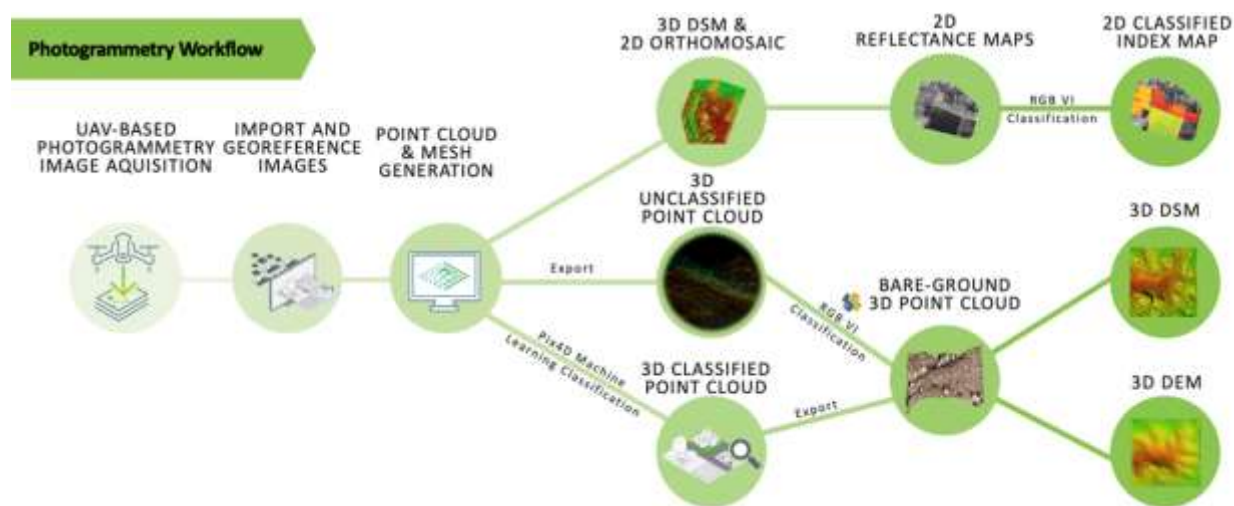 Photogrammetry Workflow
UAV-BASED
PHOTOGRAMMETRY
IMAGE AQUISITION
IMPORT AND
GEOREFERENCE
IMAGES
POINT CLOUD
& MESH
GENERATION
3D DSM &
2D ORTHOMOSAIC
2D
REFLECTANCE MAPS
RGB VI
Classification
2D CLASSIFIED
INDEX MAP
Export
3D
UNCLASSIFIED
POINT CLOUD
RGB VI
Classification
Pix4D Machine
Learning Classification
3D CLASSIFIED
POINT CLOUD
Export
BARE-GROUND
3D POINT CLOUD
3D DSM
3D DEM